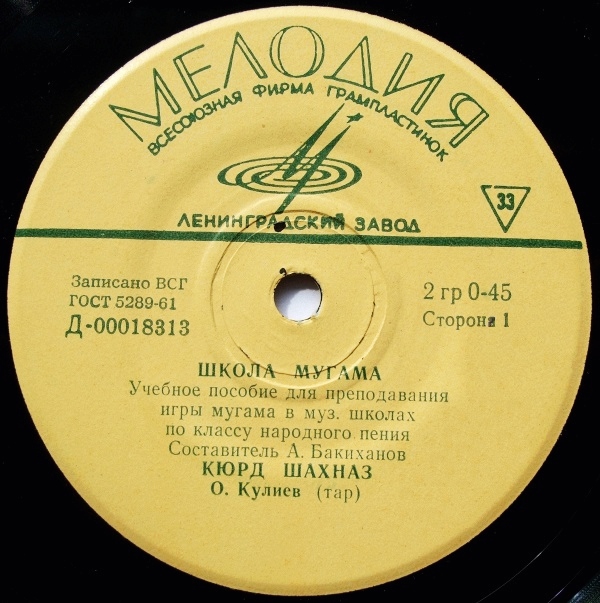 МЕЛОДИЯ
ВСЕСОЮЗНАЯ ФИРМА ГРАМПЛАСТИНОК
33
ЛЕНИНГРАДСКИЙ ЗАВОД
Записано ВСГ
ГОСТ 5289-61
Д-00018313
2 гр 0-45
Сторона 1
ШКОЛА МУГАМА
Учебное пособие для преподавания
игры мугама в муз. школах
по классу народного пения
Составитель А. Бакиханов
КЮРД ШАХНАЗ
О. Кулиев (тар)